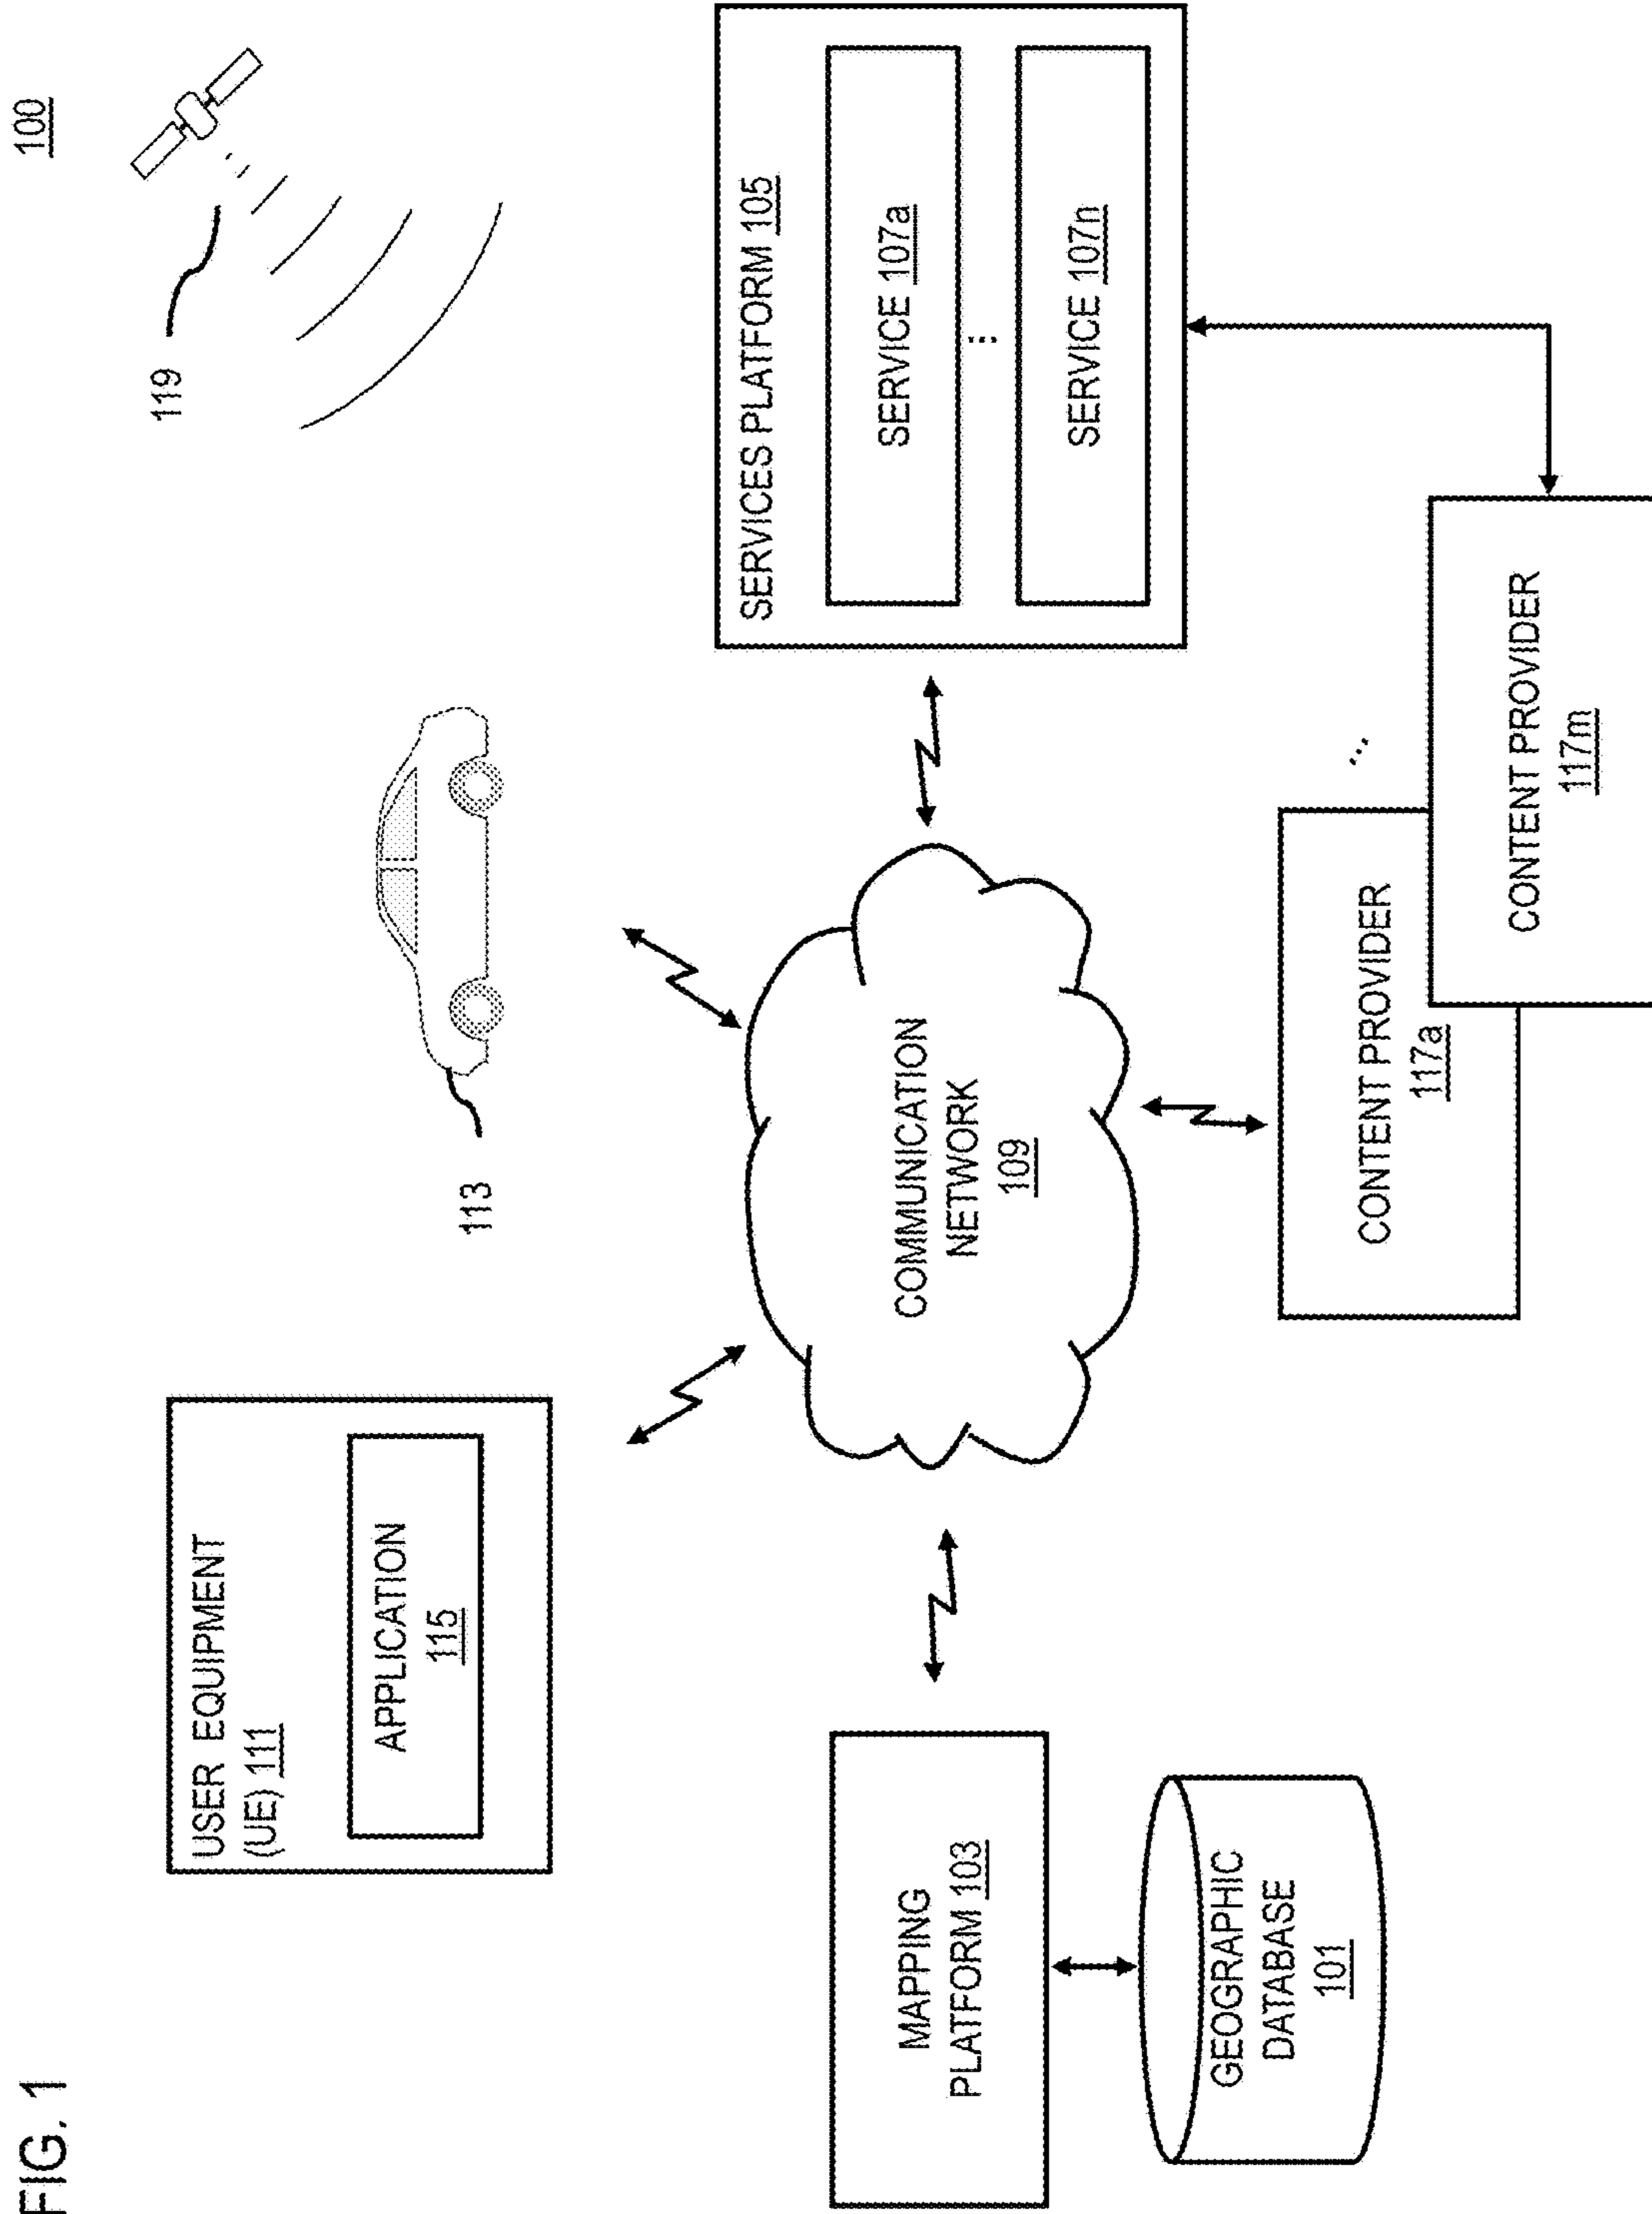 FIG. 1
100
USER EQUIPMENT
(UE) 111
APPLICATION
115
113
119
MAPPING
PLATFORM 103
GEOGRAPHIC
DATABASE
101
COMMUNICATION
NETWORK
109
SERVICES PLATFORM 105
SERVICE 107a
...
SERVICE 107n
CONTENT PROVIDER
117a
...
CONTENT PROVIDER
117m